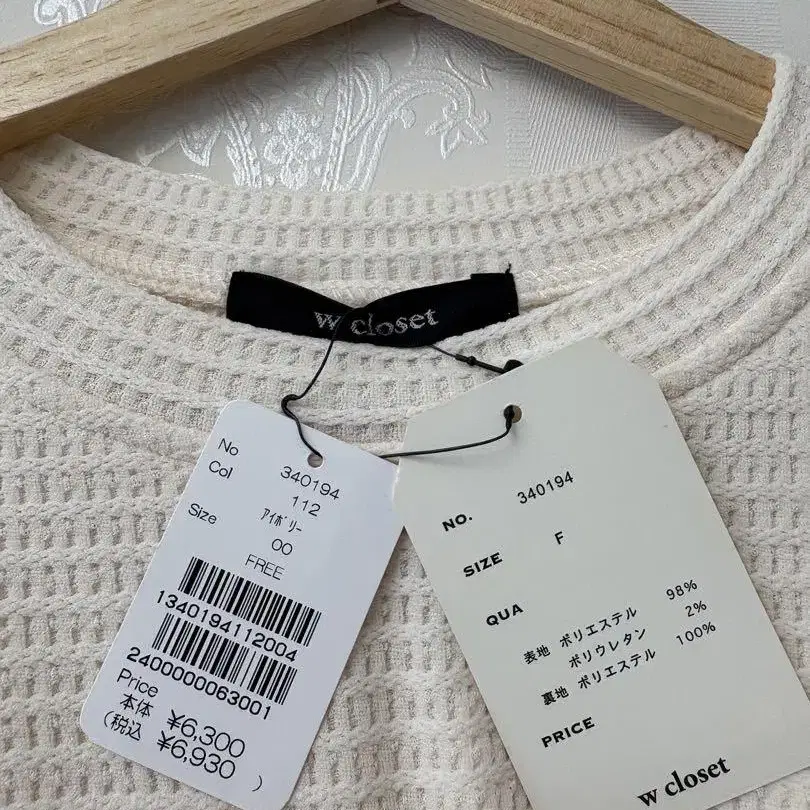 w closet
No 340194
Col 112
アイボリー
Size 00
FREE
1340194112004
2400000063001
Price
本体 ¥6,300
(税込 ¥6,930 )
NO. 340194
SIZE F
QUA
表地 ポリエステル 98%
ポリウレタン 2%
裏地 ポリエステル 100%
PRICE
w closet